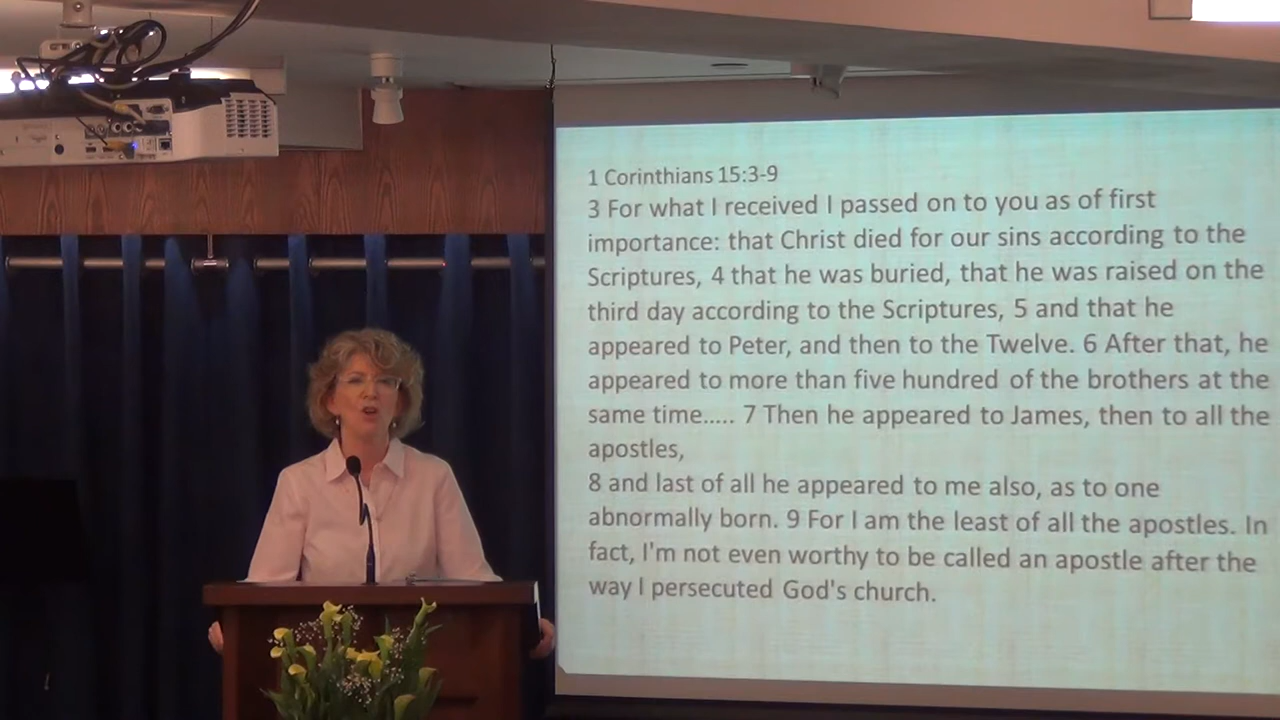 1 Corinthians 15:3-9
3 For what I received I passed on to you as of first
importance: that Christ died for our sins according to the
Scriptures, 4 that he was buried, that he was raised on the
third day according to the Scriptures, 5 and that he
appeared to Peter, and then to the Twelve. 6 After that, he
appeared to more than five hundred of the brothers at the
same time..... 7 Then he appeared to James, then to all the
apostles,
8 and last of all he appeared to me also, as to one
abnormally born. 9 For I am the least of all the apostles. In
fact, I'm not even worthy to be called an apostle after the
way I persecuted God's church.